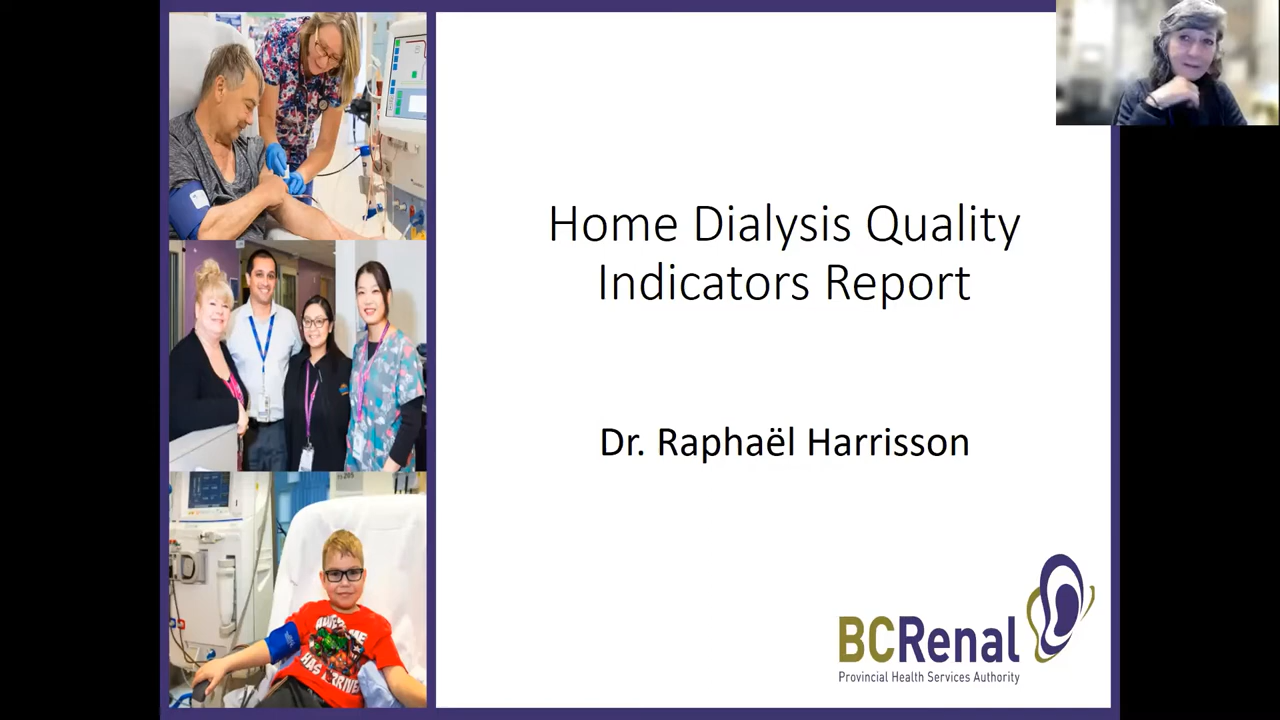 Home Dialysis Quality
Indicators Report
Dr. Raphaël Harrisson
BCRenal
Provincial Health Services Authority